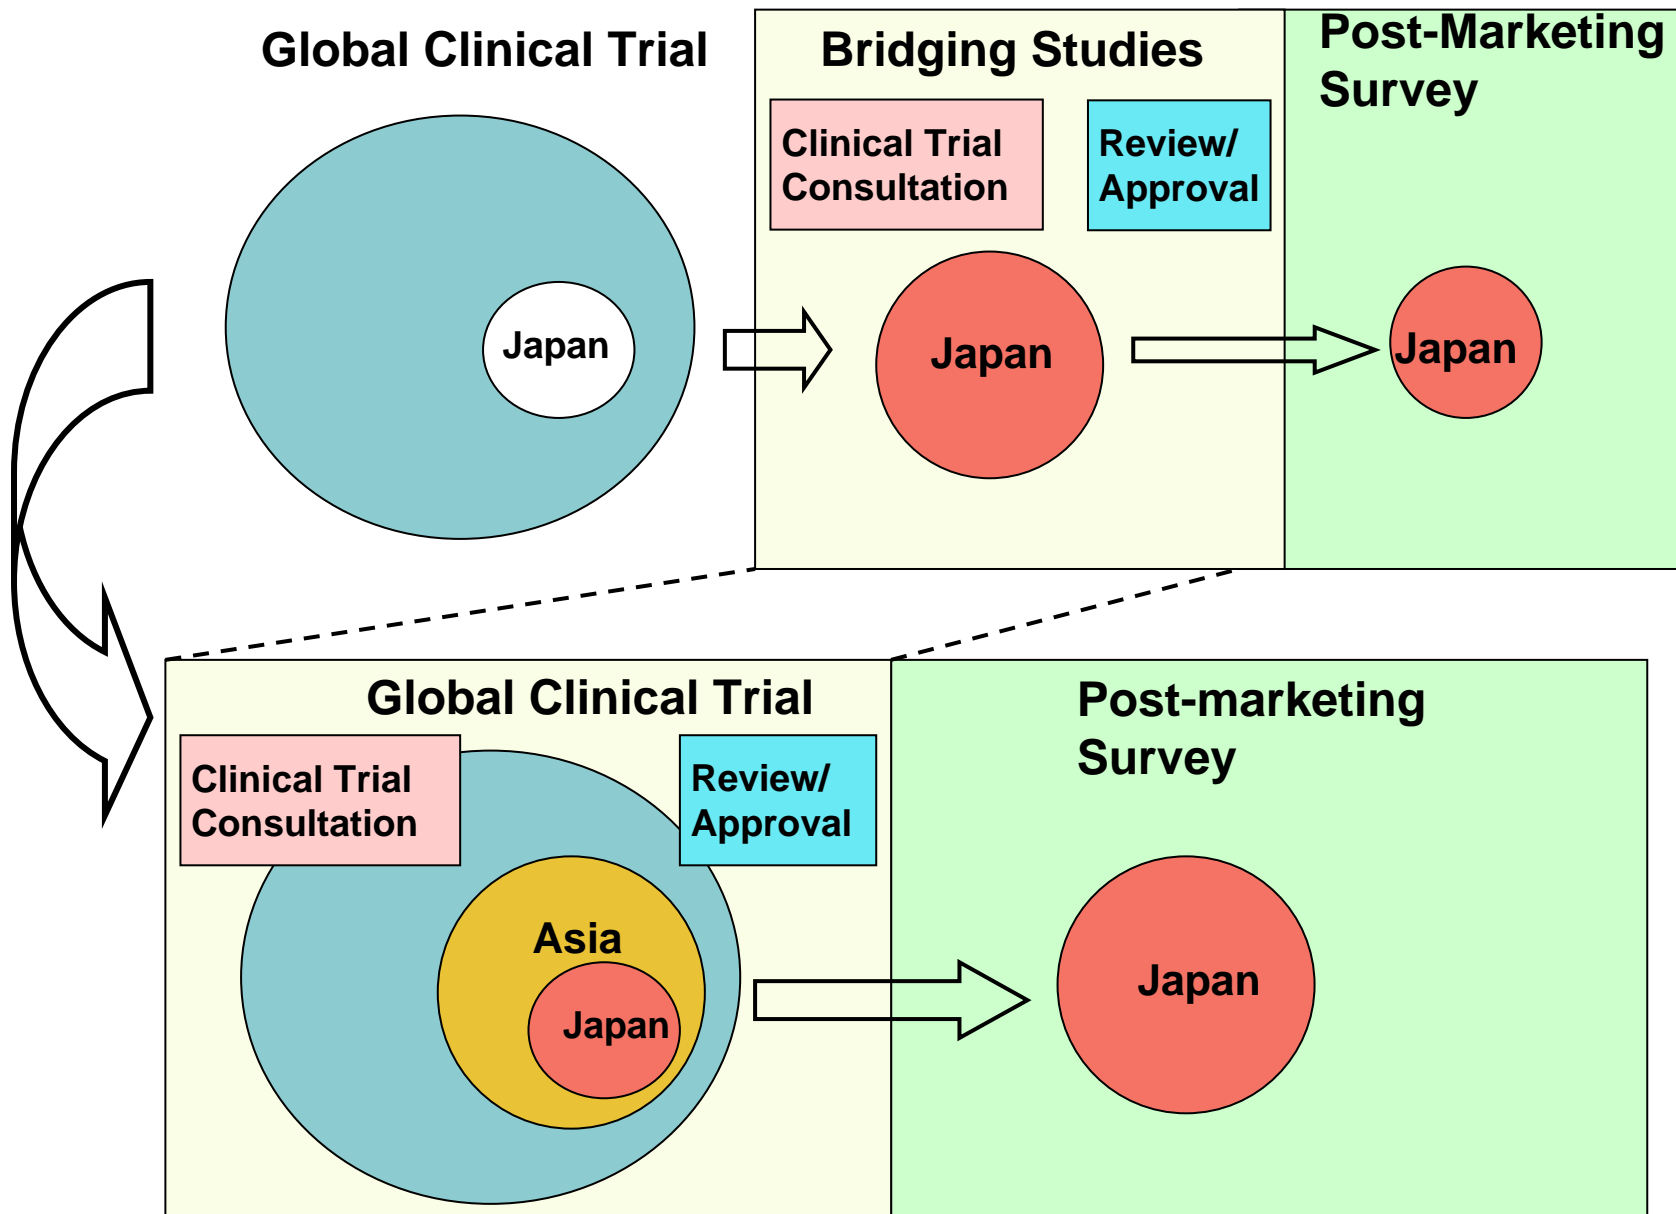 Global Clinical Trial
Bridging Studies
Post-Marketing
Survey
Clinical Trial
Consultation
Review/
Approval
Japan
Japan
Japan
Global Clinical Trial
Post-marketing
Survey
Clinical Trial
Consultation
Review/
Approval
Asia
Japan
Japan